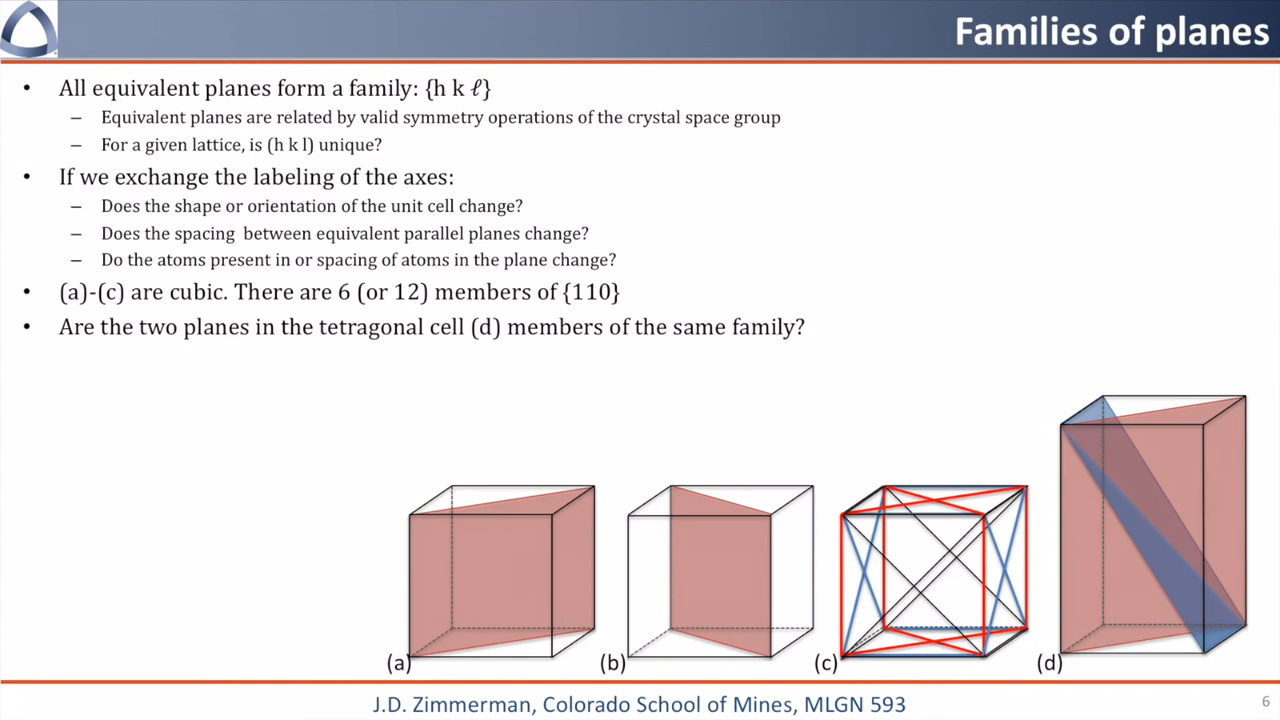 Families of planes
• All equivalent planes form a family: {h k ℓ}
– Equivalent planes are related by valid symmetry operations of the crystal space group
– For a given lattice, is (h k l) unique?
• If we exchange the labeling of the axes:
– Does the shape or orientation of the unit cell change?
– Does the spacing between equivalent parallel planes change?
– Do the atoms present in or spacing of atoms in the plane change?
• (a)-(c) are cubic. There are 6 (or 12) members of {110}
• Are the two planes in the tetragonal cell (d) members of the same family?
(a) (b) (c) (d)
J.D. Zimmerman, Colorado School of Mines, MLGN 593
6